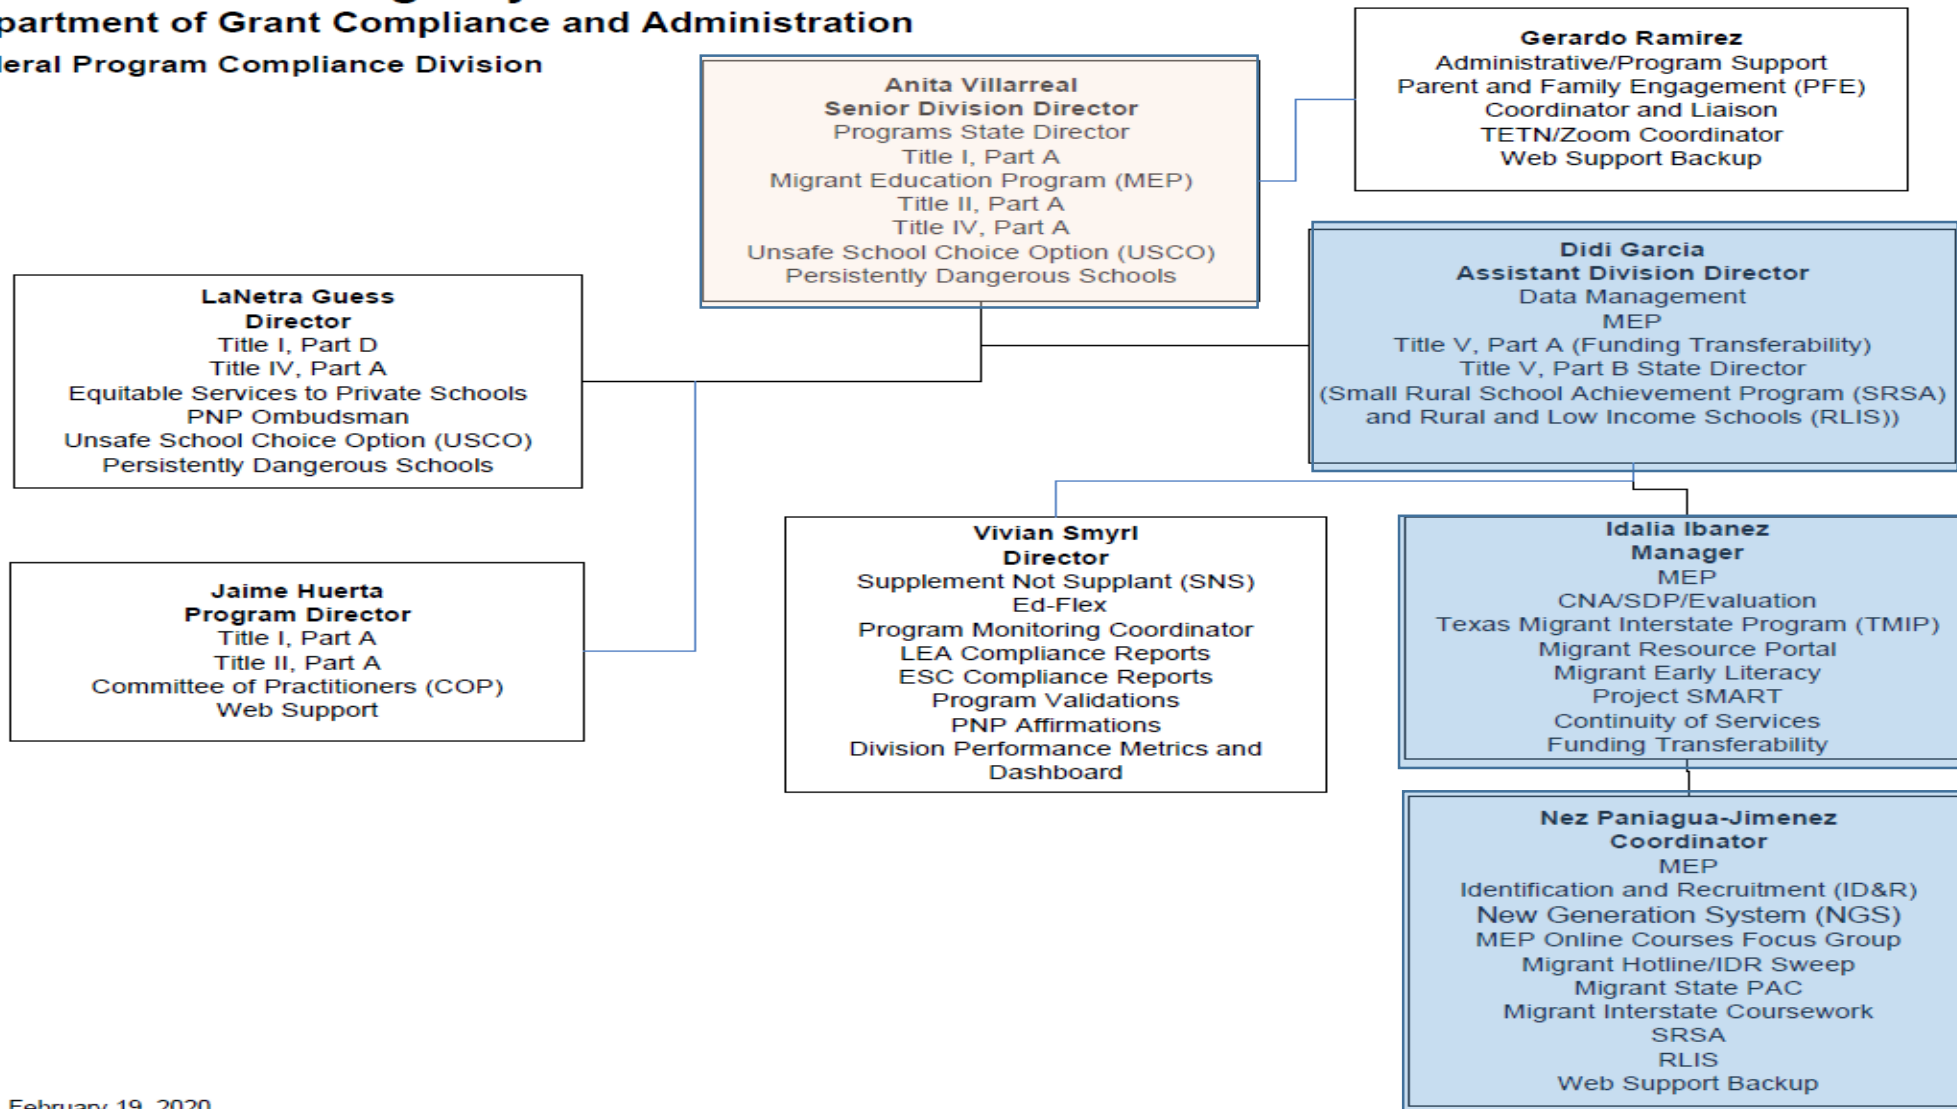 partment of Grant Compliance and Administration
eral Program Compliance Division
Gerardo Ramirez
Administrative/Program Support
Parent and Family Engagement (PFE)
Coordinator and Liaison
TETN/Zoom Coordinator
Web Support Backup
Anita Villarreal
Senior Division Director
Programs State Director
Title I, Part A
Migrant Education Program (MEP)
Title II, Part A
Title IV, Part A
Unsafe School Choice Option (USCO)
Persistently Dangerous Schools
Didi Garcia
Assistant Division Director
Data Management
MEP
Title V, Part A (Funding Transferability)
Title V, Part B State Director
(Small Rural School Achievement Program (SRSA)
and Rural and Low Income Schools (RLIS))
LaNetra Guess
Director
Title I, Part D
Title IV, Part A
Equitable Services to Private Schools
PNP Ombudsman
Unsafe School Choice Option (USCO)
Persistently Dangerous Schools
Jaime Huerta
Program Director
Title I, Part A
Title II, Part A
Committee of Practitioners (COP)
Web Support
Vivian Smyrl
Director
Supplement Not Supplant (SNS)
Ed-Flex
Program Monitoring Coordinator
LEA Compliance Reports
ESC Compliance Reports
Program Validations
PNP Affirmations
Division Performance Metrics and
Dashboard
Idalia Ibanez
Manager
MEP
CNA/SDP/Evaluation
Texas Migrant Interstate Program (TMIP)
Migrant Resource Portal
Migrant Early Literacy
Project SMART
Continuity of Services
Funding Transferability
Nez Paniagua-Jimenez
Coordinator
MEP
Identification and Recruitment (ID&R)
New Generation System (NGS)
MEP Online Courses Focus Group
Migrant Hotline/IDR Sweep
Migrant State PAC
Migrant Interstate Coursework
SRSA
RLIS
Web Support Backup
February 19, 2020